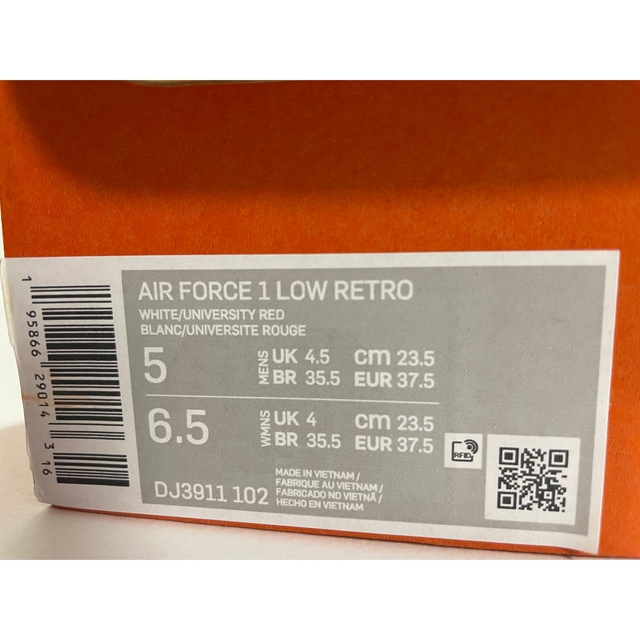 AIR FORCE 1 LOW RETRO
WHITE/UNIVERSITY RED
BLANC/UNIVERSITE ROUGE
5 MENS UK 4.5 cm 23.5
BR 35.5 EUR 37.5
6.5 WMNS UK 4 cm 23.5
BR 35.5 EUR 37.5
RFID
DJ3911 102
MADE IN VIETNAM/
FABRIQUE AU VIETNAM/
FABRICADO NO VIETNÃ/
HECHO EN VIETNAM
1 95866 29014 3 16